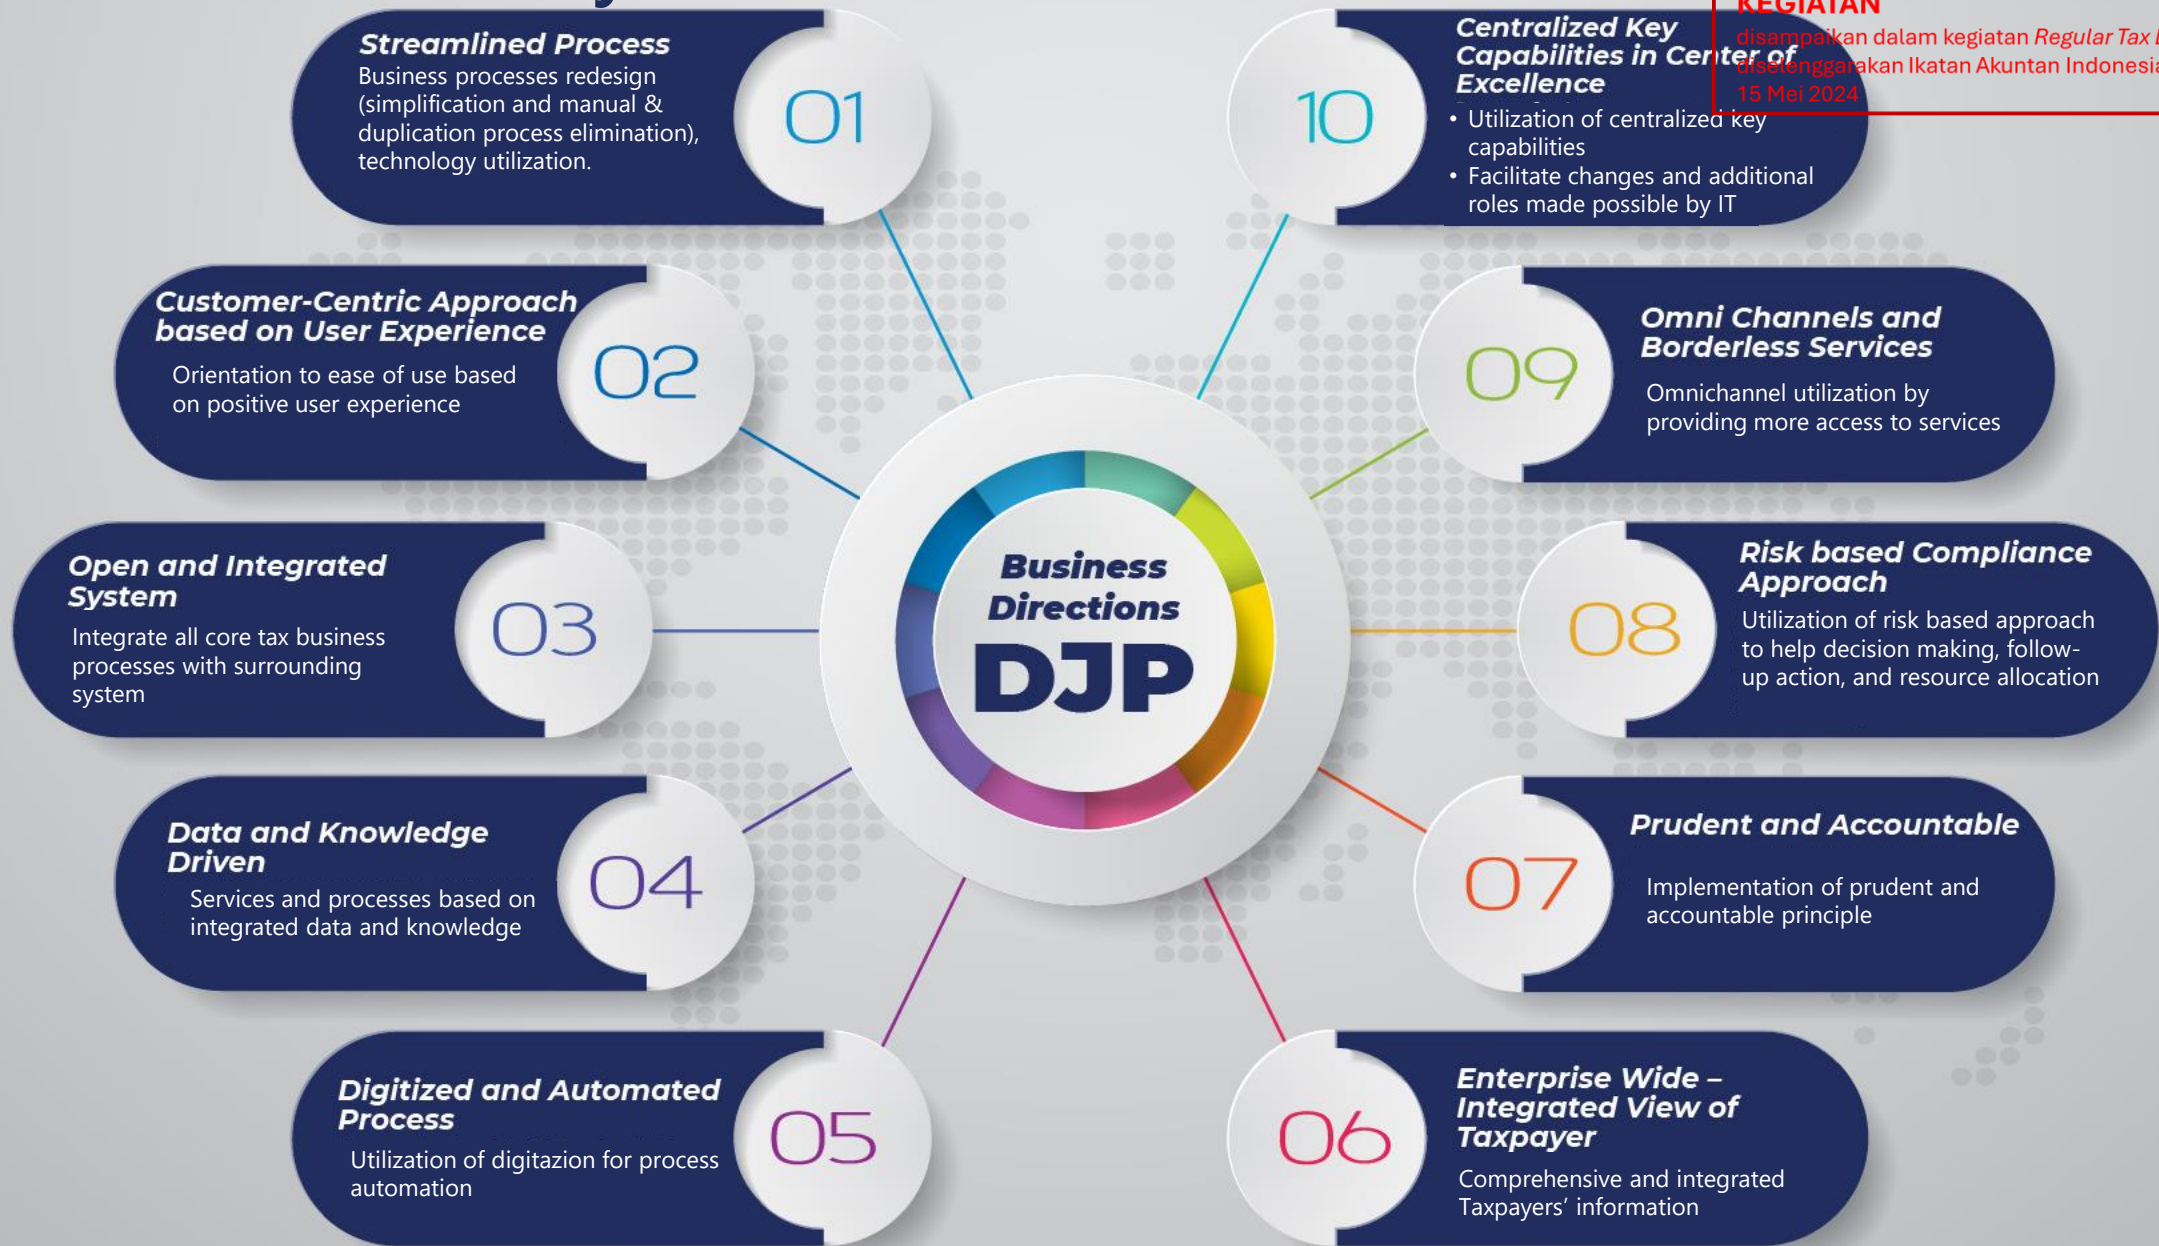 Streamlined Process
Business processes redesign
(simplification and manual &
duplication process elimination),
technology utilization.
01
Customer-Centric Approach
based on User Experience
Orientation to ease of use based
on positive user experience
02
Open and Integrated
System
Integrate all core tax business
processes with surrounding
system
03
Data and Knowledge
Driven
Services and processes based on
integrated data and knowledge
04
Digitized and Automated
Process
Utilization of digitazion for process
automation
05
Business
Directions
DJP
KEGIATAN
disampaikan dalam kegiatan Regular Tax
diselenggarakan Ikatan Akuntan Indonesia
15 Mei 2024
10
Centralized Key
Capabilities in Center of
Excellence
• Utilization of centralized key
capabilities
• Facilitate changes and additional
roles made possible by IT
09
Omni Channels and
Borderless Services
Omnichannel utilization by
providing more access to services
08
Risk based Compliance
Approach
Utilization of risk based approach
to help decision making, follow-
up action, and resource allocation
07
Prudent and Accountable
Implementation of prudent and
accountable principle
06
Enterprise Wide –
Integrated View of
Taxpayer
Comprehensive and integrated
Taxpayers’ information